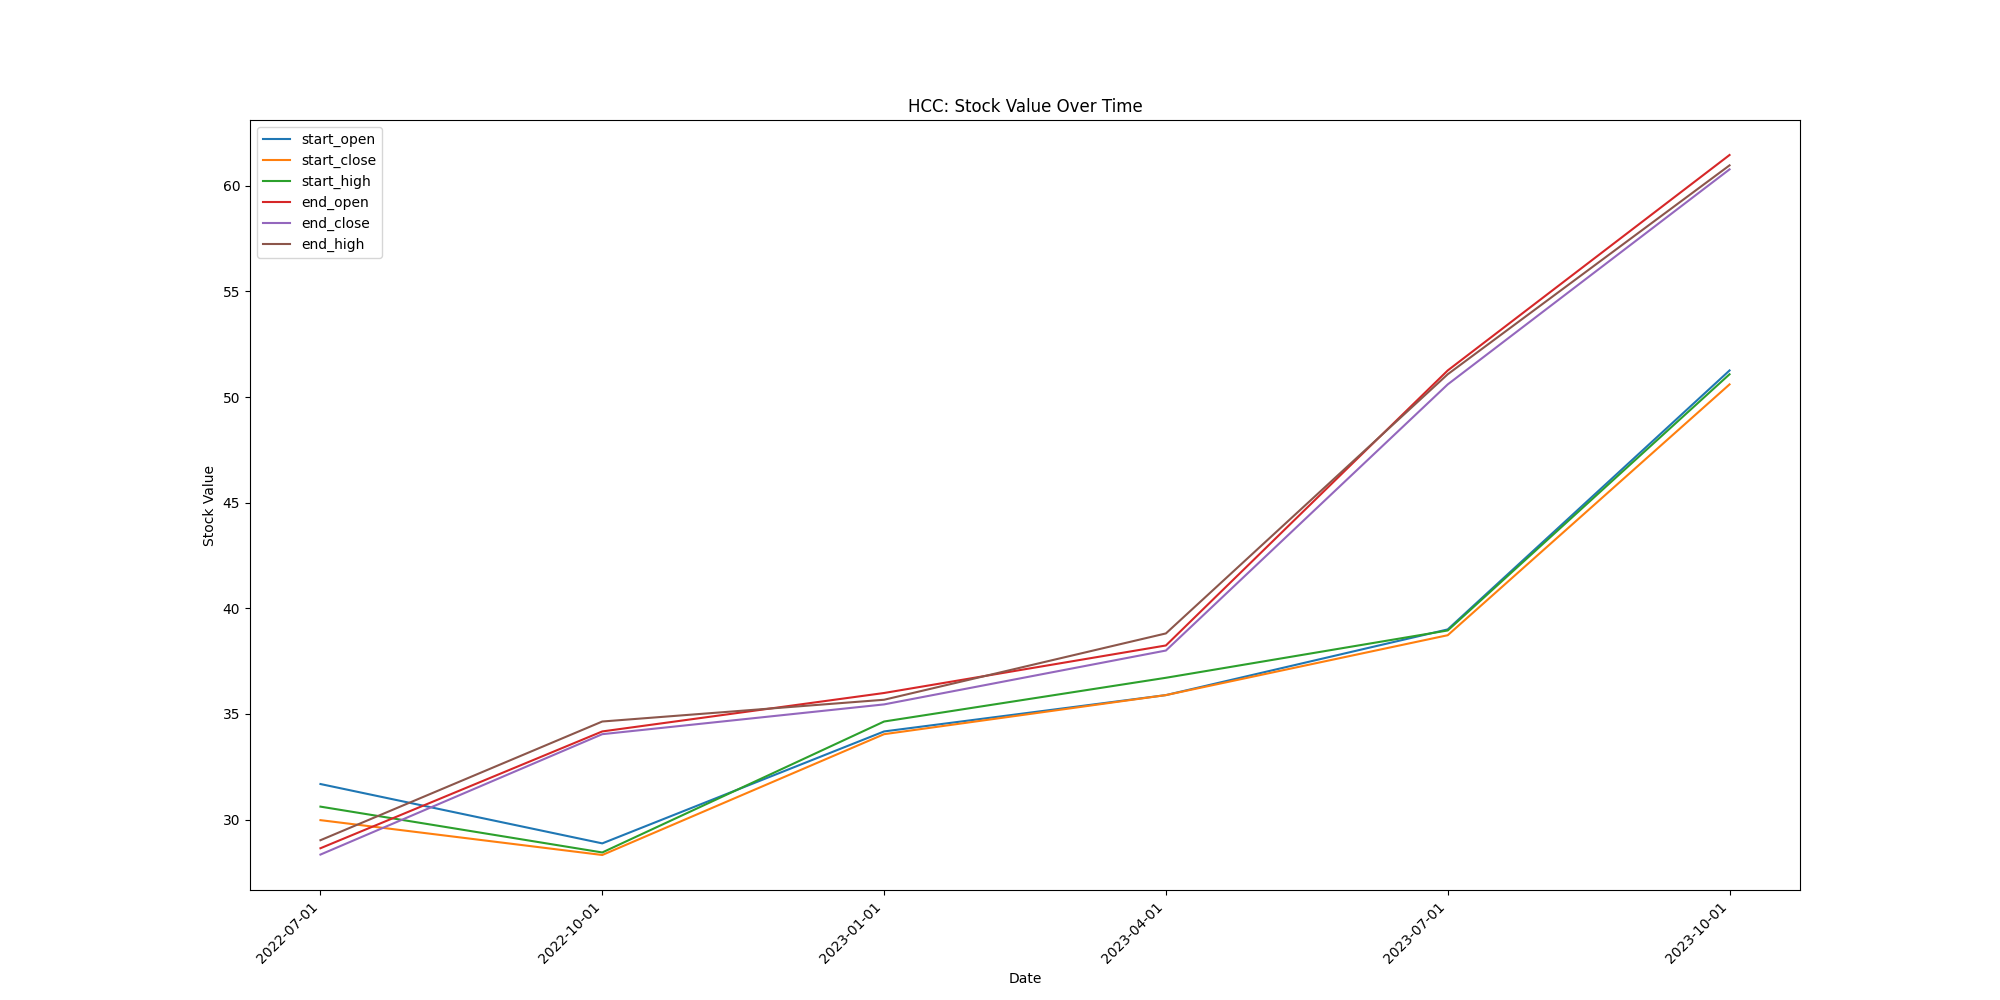 HCC: Stock Value Over Time
start_open
start_close
start_high
end_open
end_close
end_high
60
55
50
45
40
35
30
Stock Value
2022-07-01
2022-10-01
2023-01-01
2023-04-01
2023-07-01
2023-10-01
Date